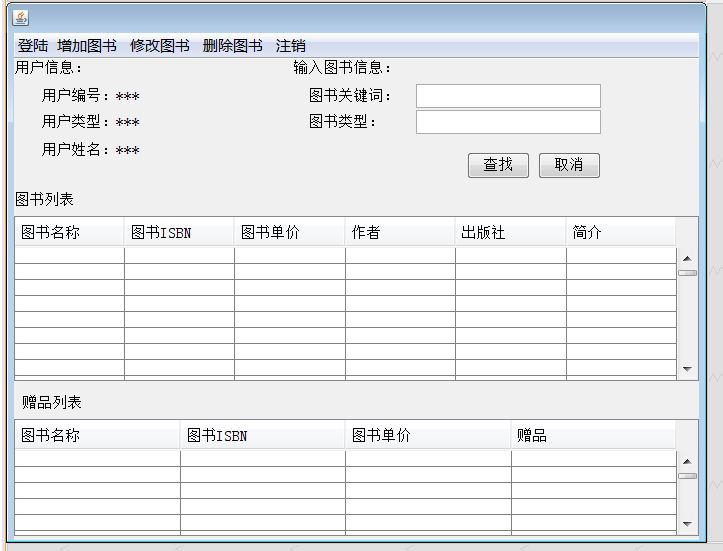 登陆 增加图书 修改图书 删除图书 注销
用户信息: 输入图书信息:
用户编号: *** 图书关键词:
用户类型: *** 图书类型:
用户姓名: ***
查找 取消
图书列表
图书名称 图书ISBN 图书单价 作者 出版社 简介
赠品列表
图书名称 图书ISBN 图书单价 赠品